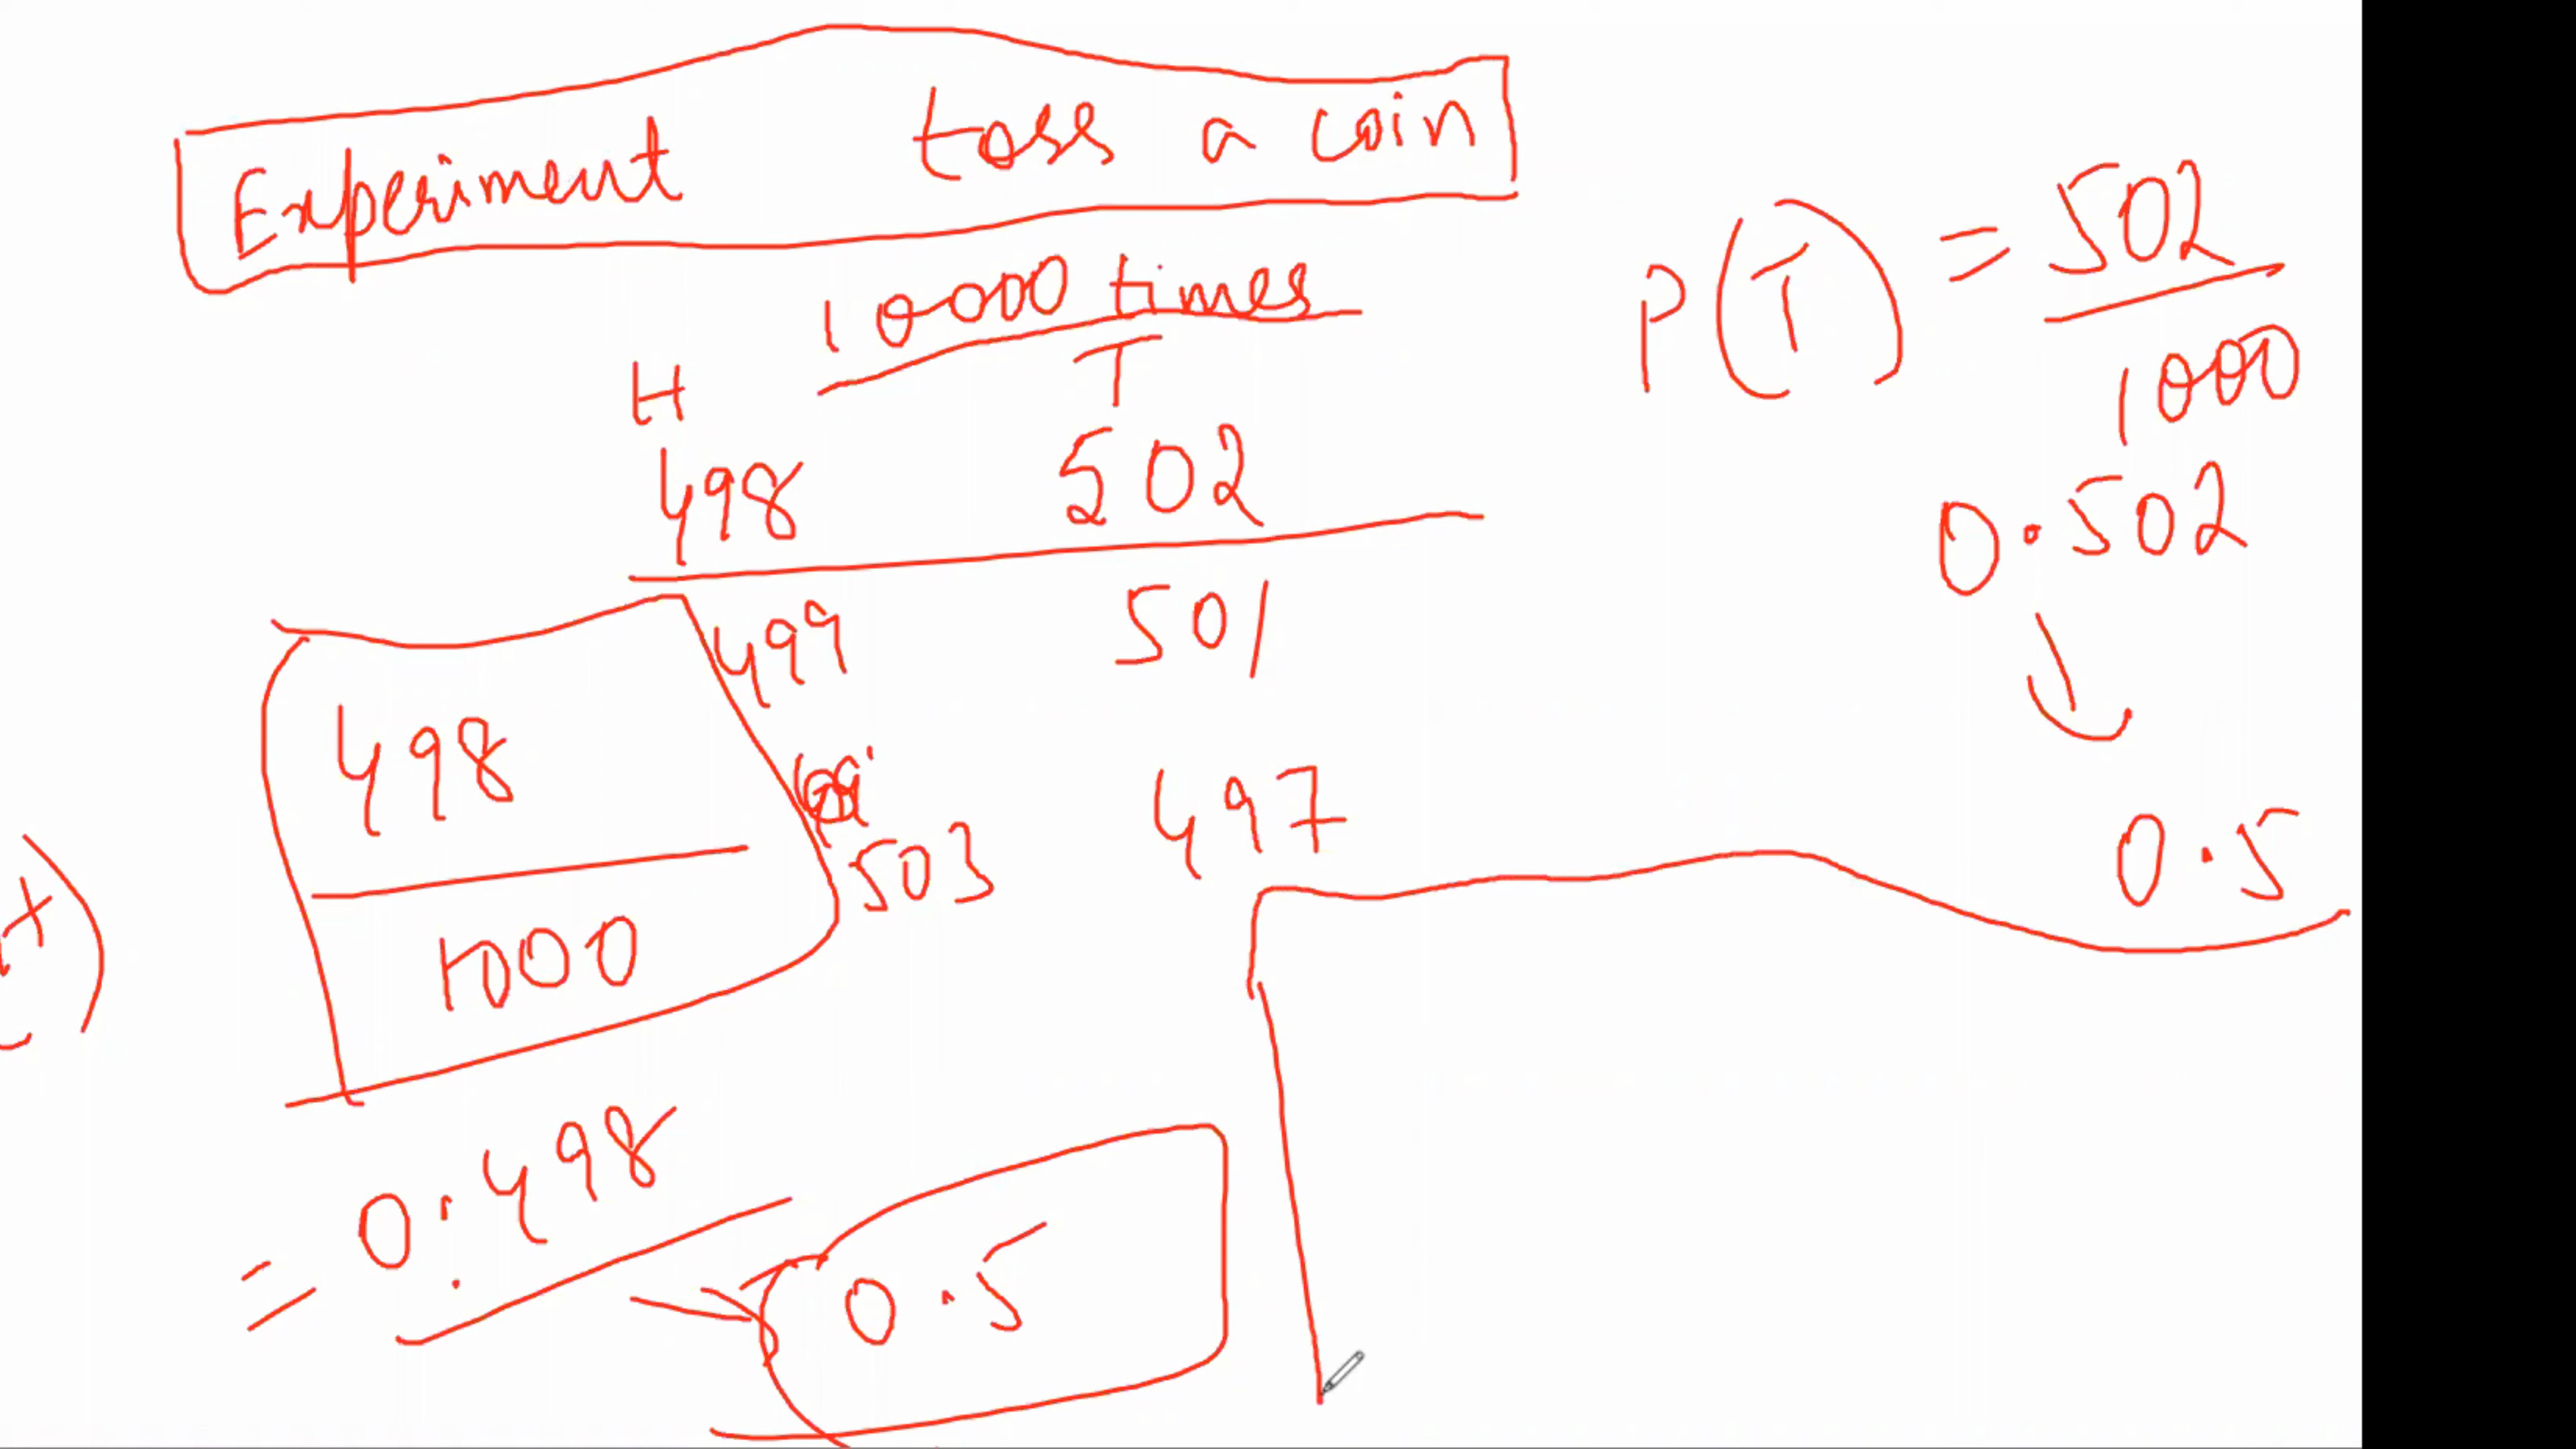 Experiment toss a coin
10000 times
H T
498 502
499 501
503 497
498
1000
= 0.498
0.5
P(T) = 502
1000
0.502
0.5